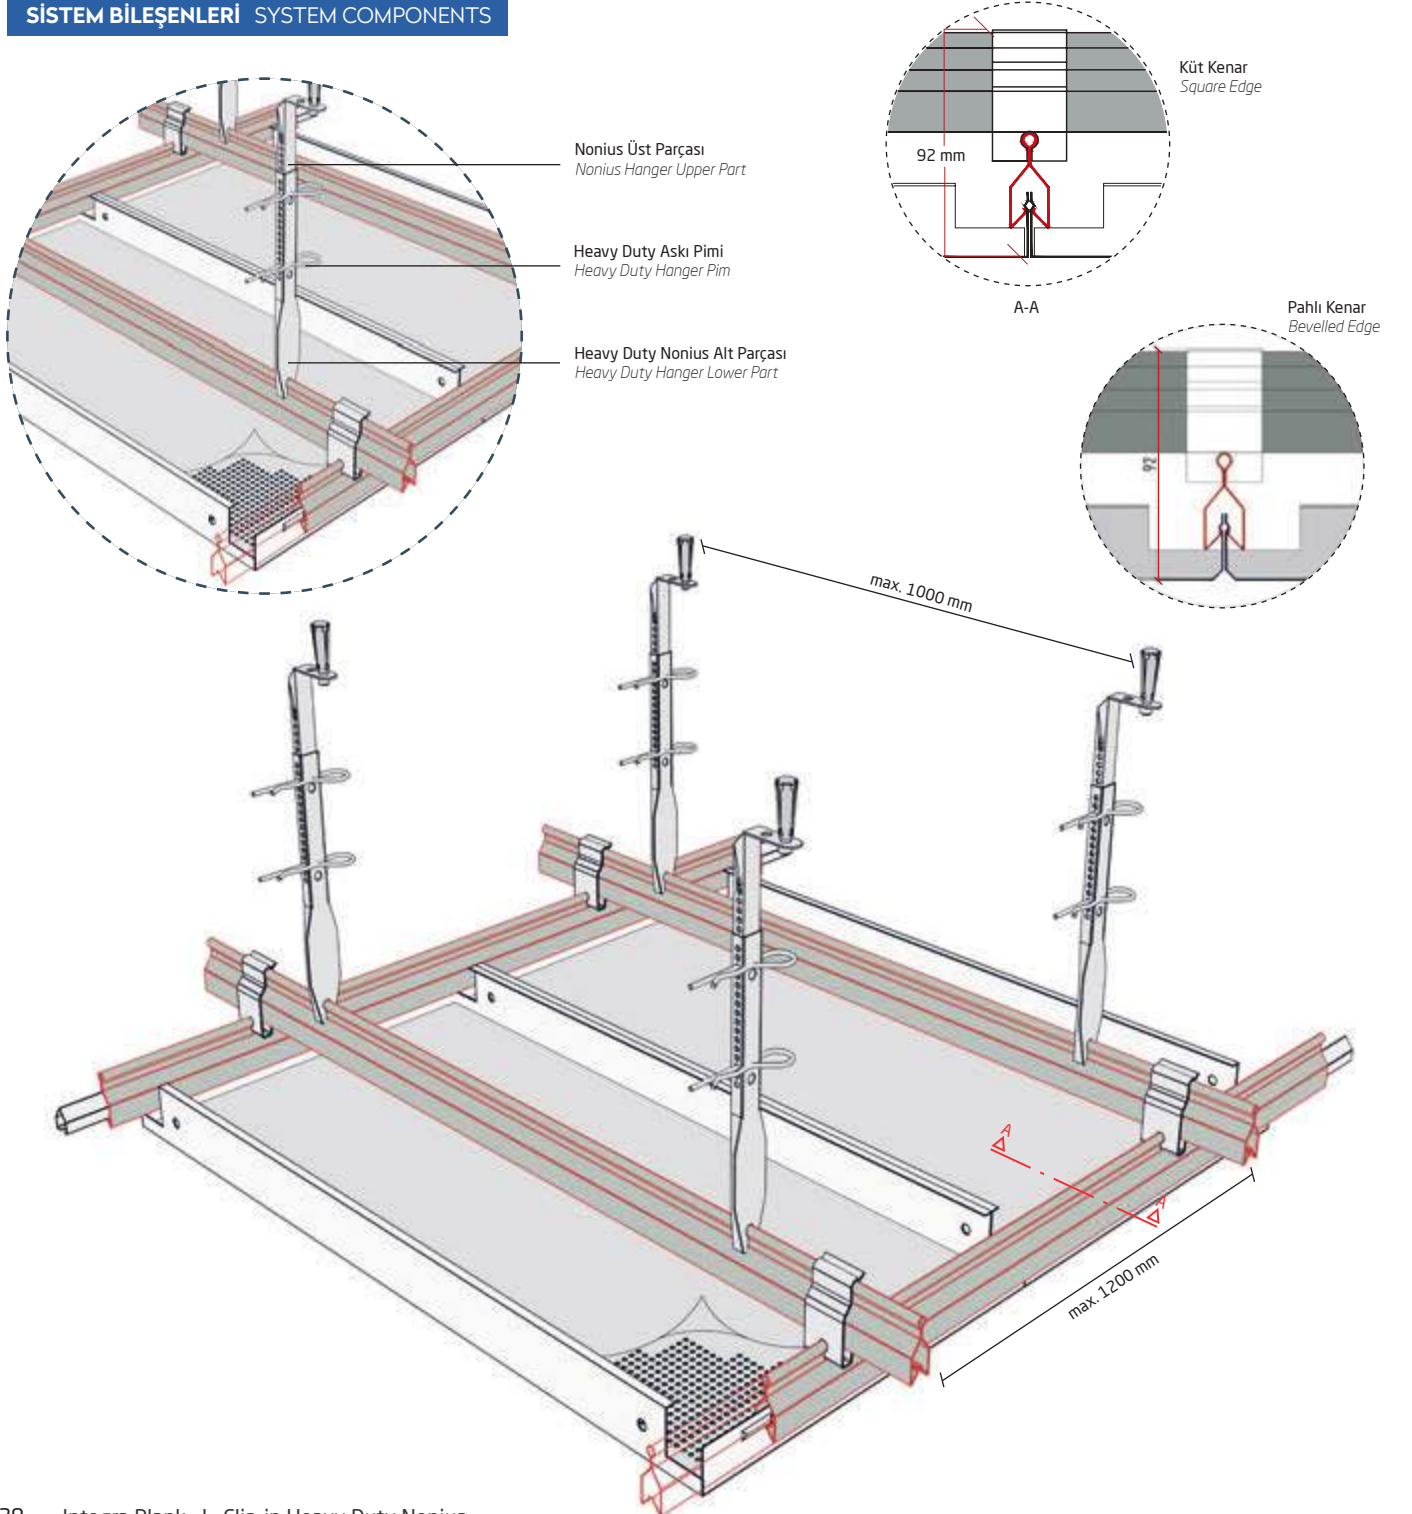 SİSTEM BİLEŞENLERİ SYSTEM COMPONENTS
Küt Kenar
Square Edge
92 mm
A-A
Nonius Üst Parçası
Nonius Hanger Upper Part
Heavy Duty Askı Pimi
Heavy Duty Hanger Pim
Heavy Duty Nonius Alt Parçası
Heavy Duty Hanger Lower Part
Pahlı Kenar
Bevelled Edge
92
max. 1000 mm
A
A
max. 1200 mm